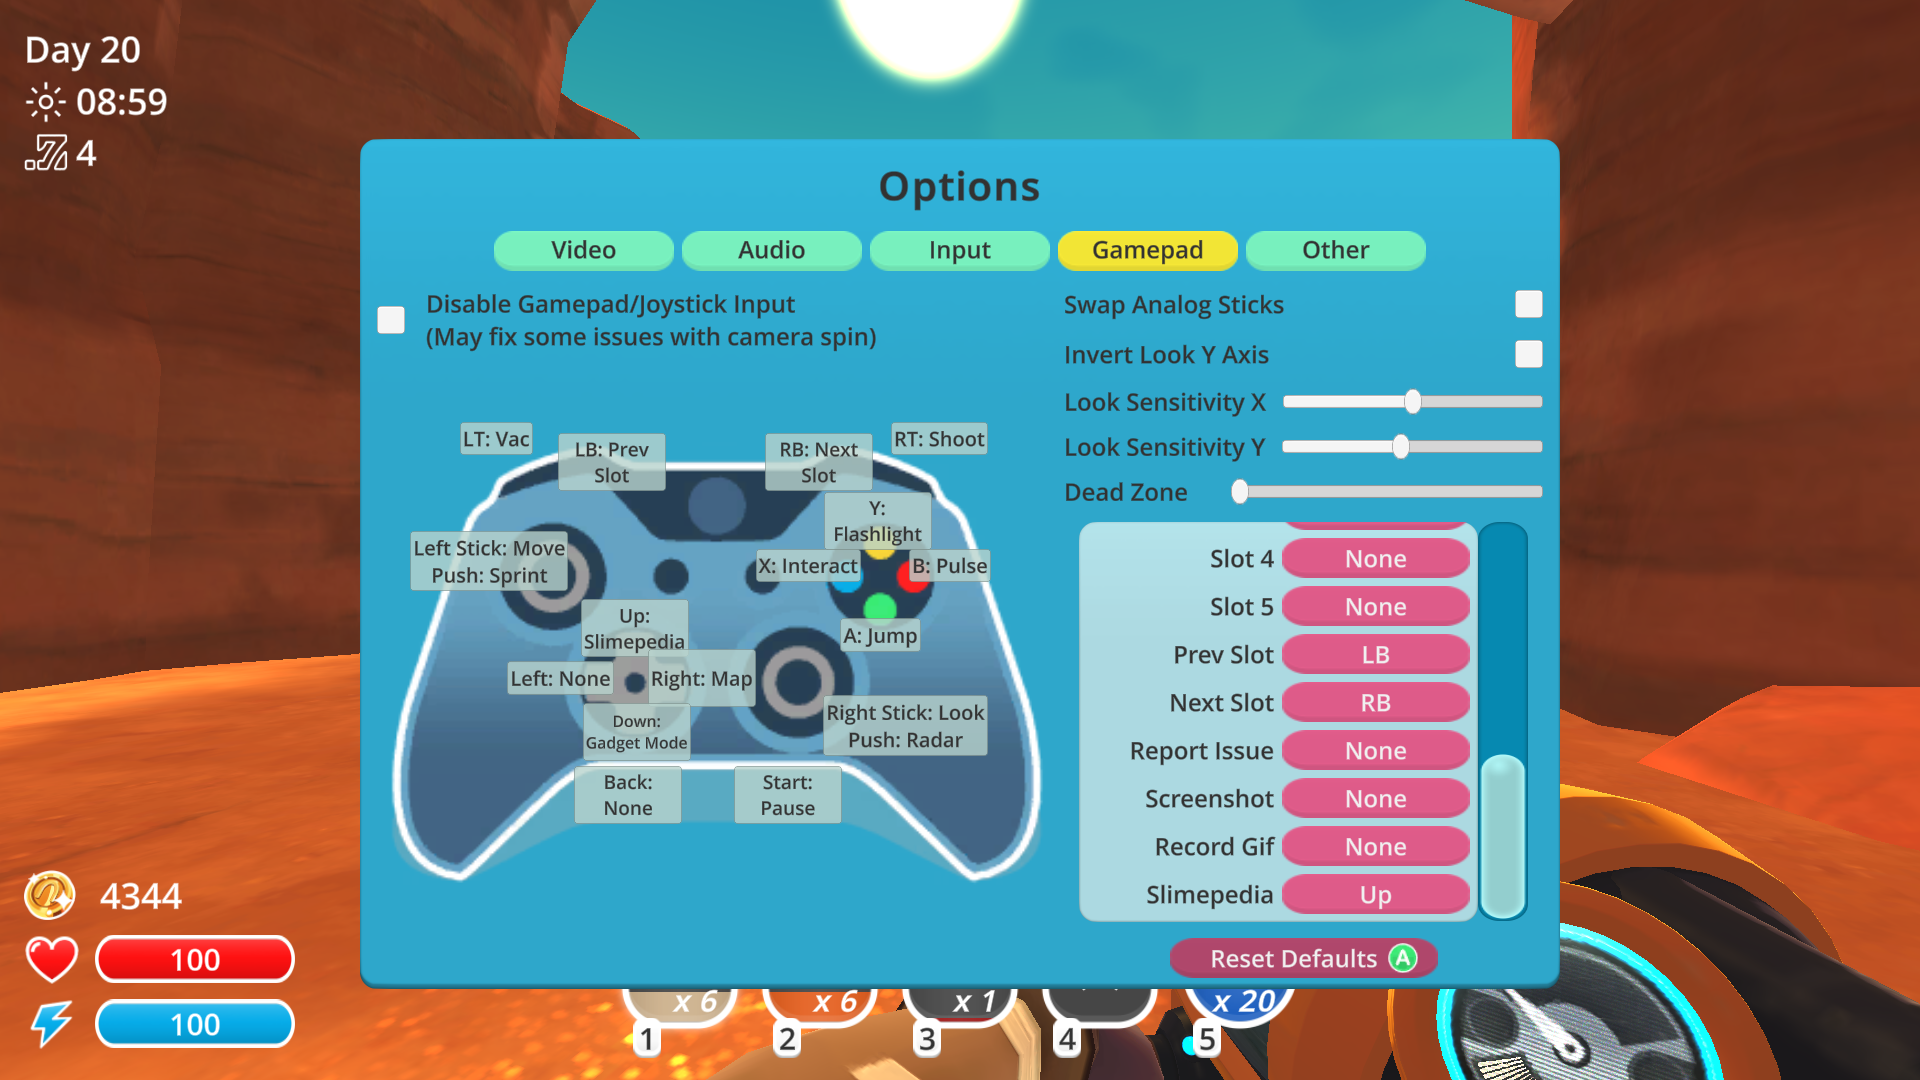 Day 20
08:59
4
Options
Video
Audio
Input
Gamepad
Other
Disable Gamepad/Joystick Input
(May fix some issues with camera spin)
LT: Vac
LB: Prev
Slot
RB: Next
Slot
RT: Shoot
Y:
Flashlight
Left Stick: Move
Push: Sprint
X: Interact
B: Pulse
Up:
Slimepedia
A: Jump
Left: None
Right: Map
Down:
Gadget Mode
Right Stick: Look
Push: Radar
Back:
None
Start:
Pause
Swap Analog Sticks
Invert Look Y Axis
Look Sensitivity X
Look Sensitivity Y
Dead Zone
Slot 4 None
Slot 5 None
Prev Slot LB
Next Slot RB
Report Issue None
Screenshot None
Record Gif None
Slimepedia Up
Reset Defaults A
4344
100
100
x 6
x 6
x 1
x 20
1
2
3
4
5